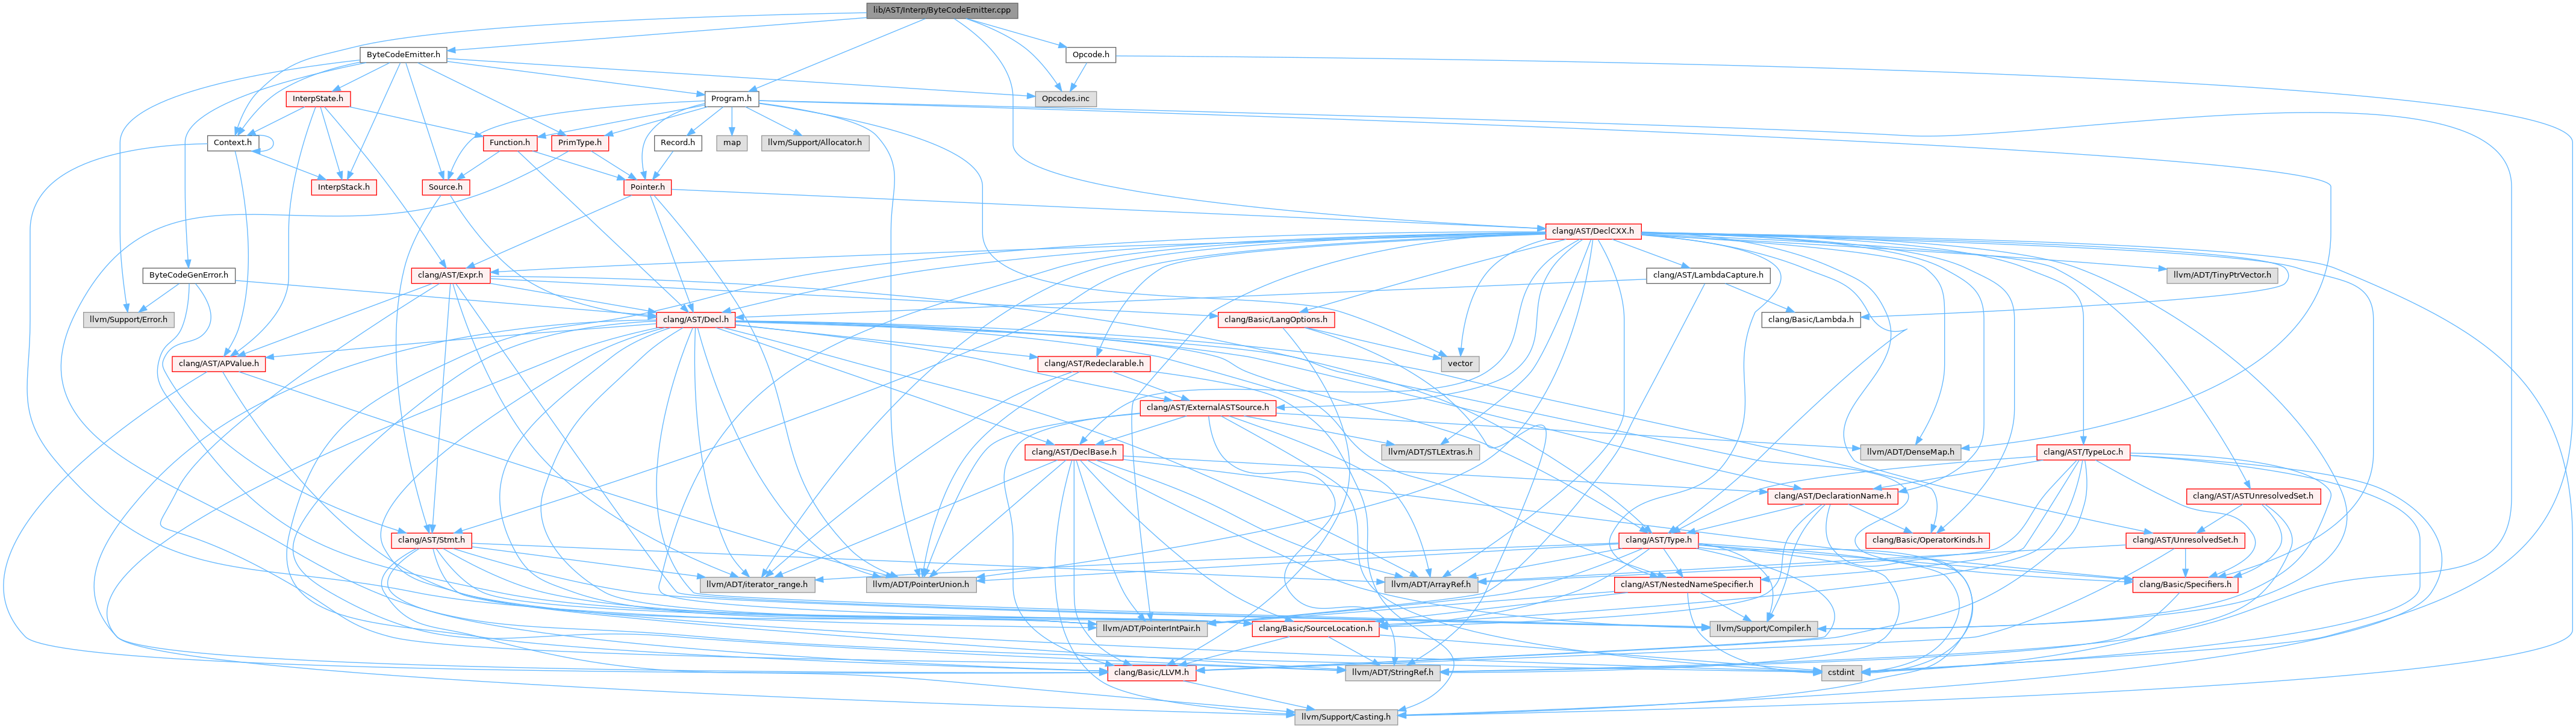 lib/AST/Interp/ByteCodeEmitter.cpp
ByteCodeEmitter.h
Opcode.h
InterpState.h
Program.h
Opcodes.inc
Context.h
Function.h
PrimType.h
Record.h
map
llvm/Support/Allocator.h
InterpStack.h
Source.h
Pointer.h
clang/AST/DeclCXX.h
ByteCodeGenError.h
clang/AST/Expr.h
clang/AST/LambdaCapture.h
llvm/ADT/TinyPtrVector.h
llvm/Support/Error.h
clang/AST/Decl.h
clang/Basic/LangOptions.h
clang/Basic/Lambda.h
clang/AST/APValue.h
clang/AST/Redeclarable.h
vector
clang/AST/ExternalASTSource.h
clang/AST/DeclBase.h
llvm/ADT/STLExtras.h
llvm/ADT/DenseMap.h
clang/AST/TypeLoc.h
clang/AST/DeclarationName.h
clang/AST/ASTUnresolvedSet.h
clang/AST/Stmt.h
clang/AST/Type.h
clang/Basic/OperatorKinds.h
clang/AST/UnresolvedSet.h
llvm/ADT/iterator_range.h
llvm/ADT/PointerUnion.h
llvm/ADT/ArrayRef.h
clang/AST/NestedNameSpecifier.h
clang/Basic/Specifiers.h
llvm/ADT/PointerIntPair.h
clang/Basic/SourceLocation.h
llvm/Support/Compiler.h
clang/Basic/LLVM.h
llvm/ADT/StringRef.h
cstdint
llvm/Support/Casting.h